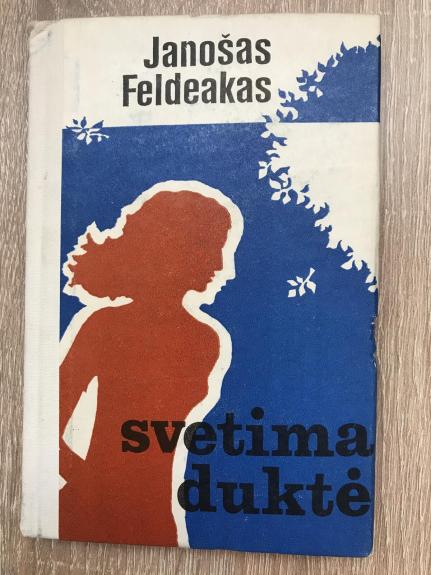 Janošas
Feldeakas
svetima
duktė